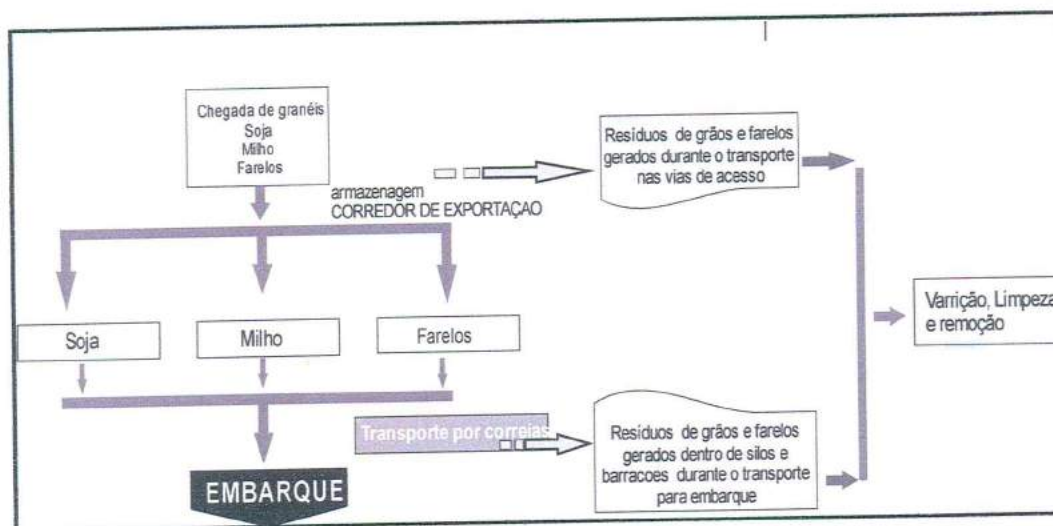 Chegada de granéis
Soja
Milho
Farelos
armazenagem
CORREDOR DE EXPORTAÇAO
Resíduos de grãos e farelos
gerados durante o transporte
nas vias de acesso
Soja
Milho
Farelos
Varrição, Limpeza
e remoção
Transporte por correias
Resíduos de grãos e farelos
gerados dentro de silos e
barracoes durante o transporte
para embarque
EMBARQUE